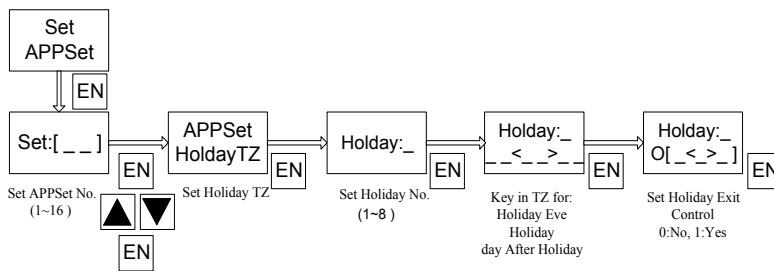 Set
APPSet
EN
Set:[ _ _ ]
EN
Set APPSet No.
(1~16 )
EN
APPSet
HoldayTZ
EN
Set Holiday TZ
Holday:_
EN
Set Holiday No.
(1~8 )
Holday:_
_ _<_ _>_ _
EN
Key in TZ for:
Holiday Eve
Holiday
day After Holiday
Holday:_
O[ _<_>_ ]
EN
Set Holiday Exit
Control
0:No, 1:Yes